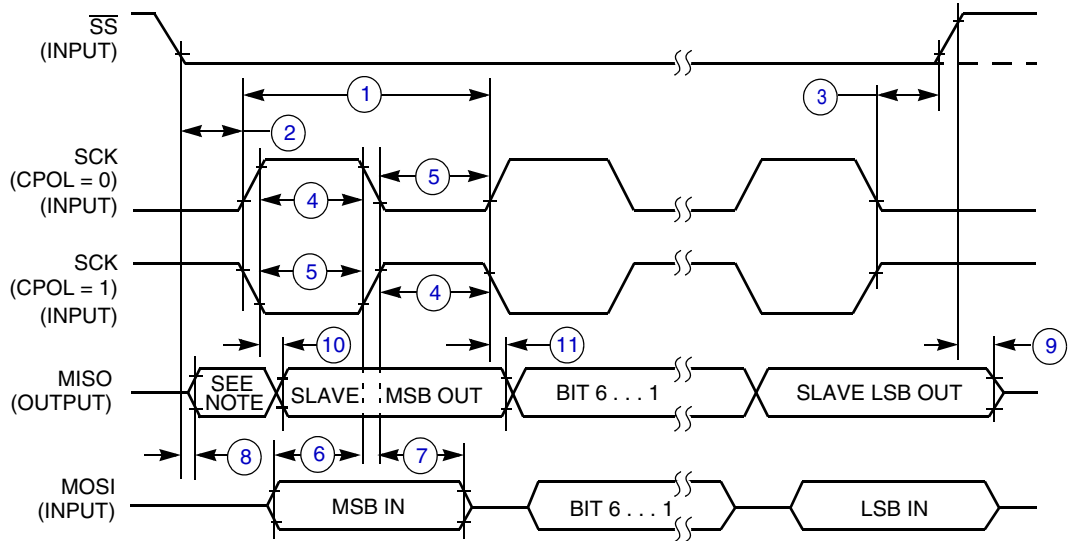 SS
(INPUT)
1
3
2
SCK
(CPOL = 0)
(INPUT)
5
4
SCK
(CPOL = 1)
(INPUT)
5
4
10
11
9
MISO
(OUTPUT)
SEE
NOTE
SLAVE
MSB OUT
BIT 6 . . . 1
SLAVE LSB OUT
8
6
7
MOSI
(INPUT)
MSB IN
BIT 6 . . . 1
LSB IN